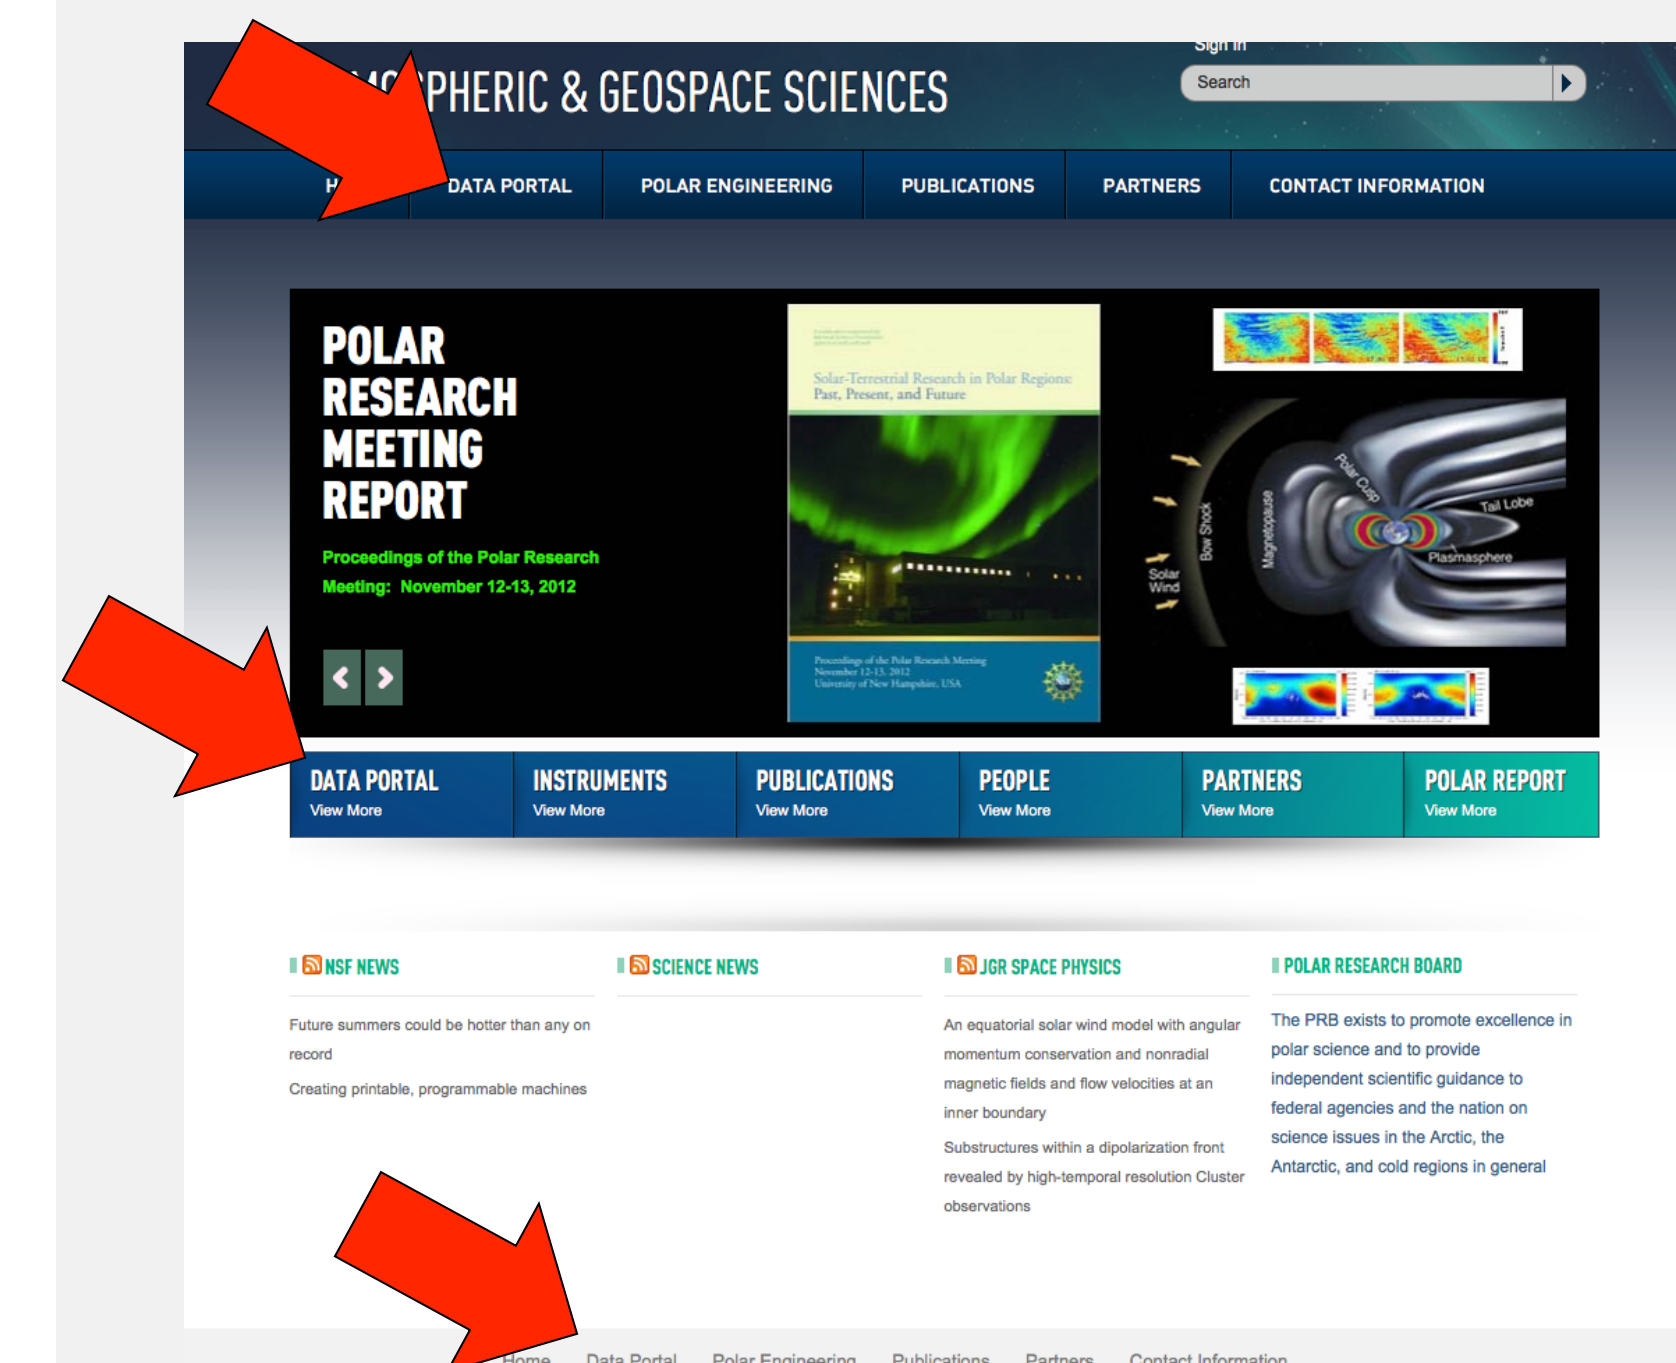 Sign In
PHERIC & GEOSPACE SCIENCES
Search
DATA PORTAL
POLAR ENGINEERING
PUBLICATIONS
PARTNERS
CONTACT INFORMATION
POLAR
RESEARCH
MEETING
REPORT
Proceedings of the Polar Research
Meeting: November 12-13, 2012
Solar-Terrestrial Research in Polar Regions:
Past, Present, and Future
Proceedings of the Polar Research Meeting
November 12-13, 2012
University of New Hampshire, USA
Polar Cusp
Tail Lobe
Bow Shock
Magnetopause
Plasmasphere
Solar
Wind
DATA PORTAL
View More
INSTRUMENTS
View More
PUBLICATIONS
View More
PEOPLE
View More
PARTNERS
View More
POLAR REPORT
View More
NSF NEWS
Future summers could be hotter than any on
record
Creating printable, programmable machines
SCIENCE NEWS
JGR SPACE PHYSICS
An equatorial solar wind model with angular
momentum conservation and nonradial
magnetic fields and flow velocities at an
inner boundary
Substructures within a dipolarization front
revealed by high-temporal resolution Cluster
observations
POLAR RESEARCH BOARD
The PRB exists to promote excellence in
polar science and to provide
independent scientific guidance to
federal agencies and the nation on
science issues in the Arctic, the
Antarctic, and cold regions in general
Home Data Portal Polar Engineering Publications Partners Contact Information